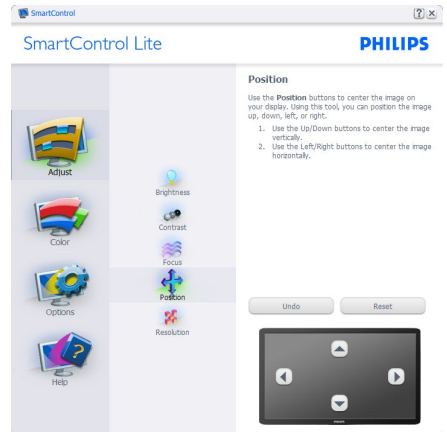 SmartControl
SmartControl Lite
PHILIPS
Adjust
Color
Options
Help
Brightness
Contrast
Focus
Position
Resolution
Position
Use the Position buttons to center the image on
your display. Using this tool, you can position the image
up, down, left, or right.
1. Use the Up/Down buttons to center the image
vertically.
2. Use the Left/Right buttons to center the image
horizontally.
Undo
Reset
PHILIPS